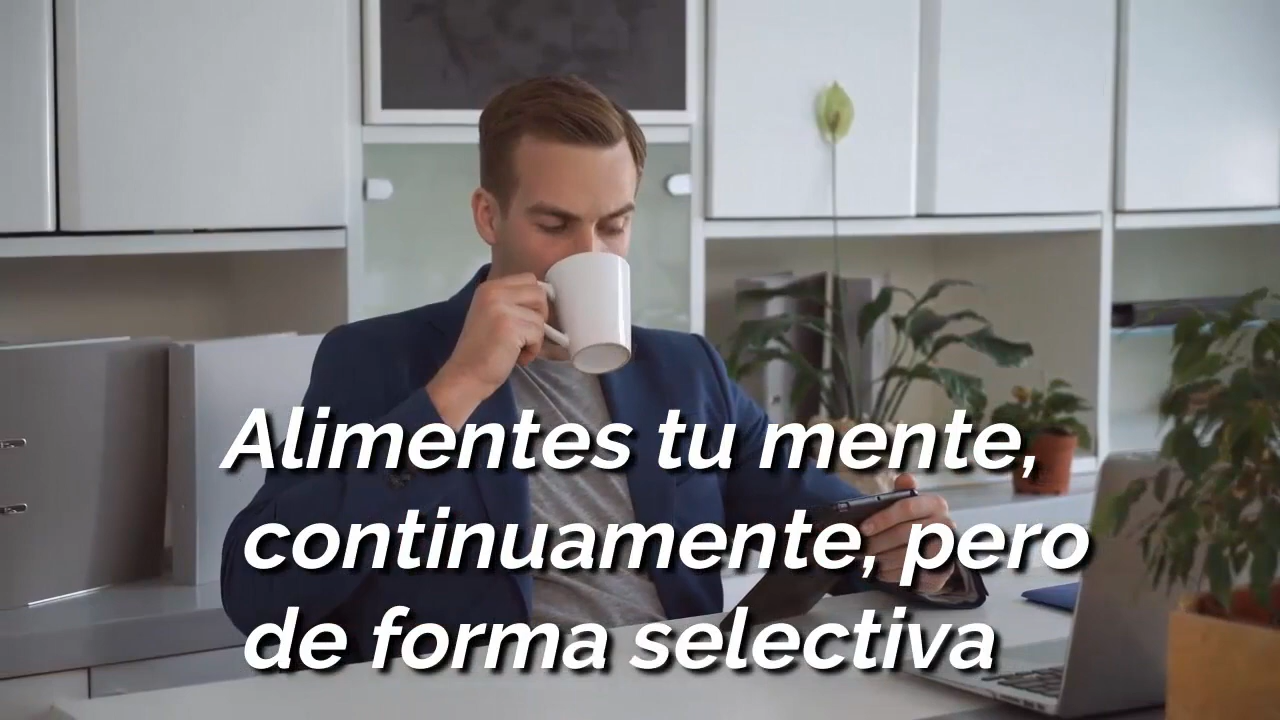 Alimentes tu mente,
continuamente, pero
de forma selectiva